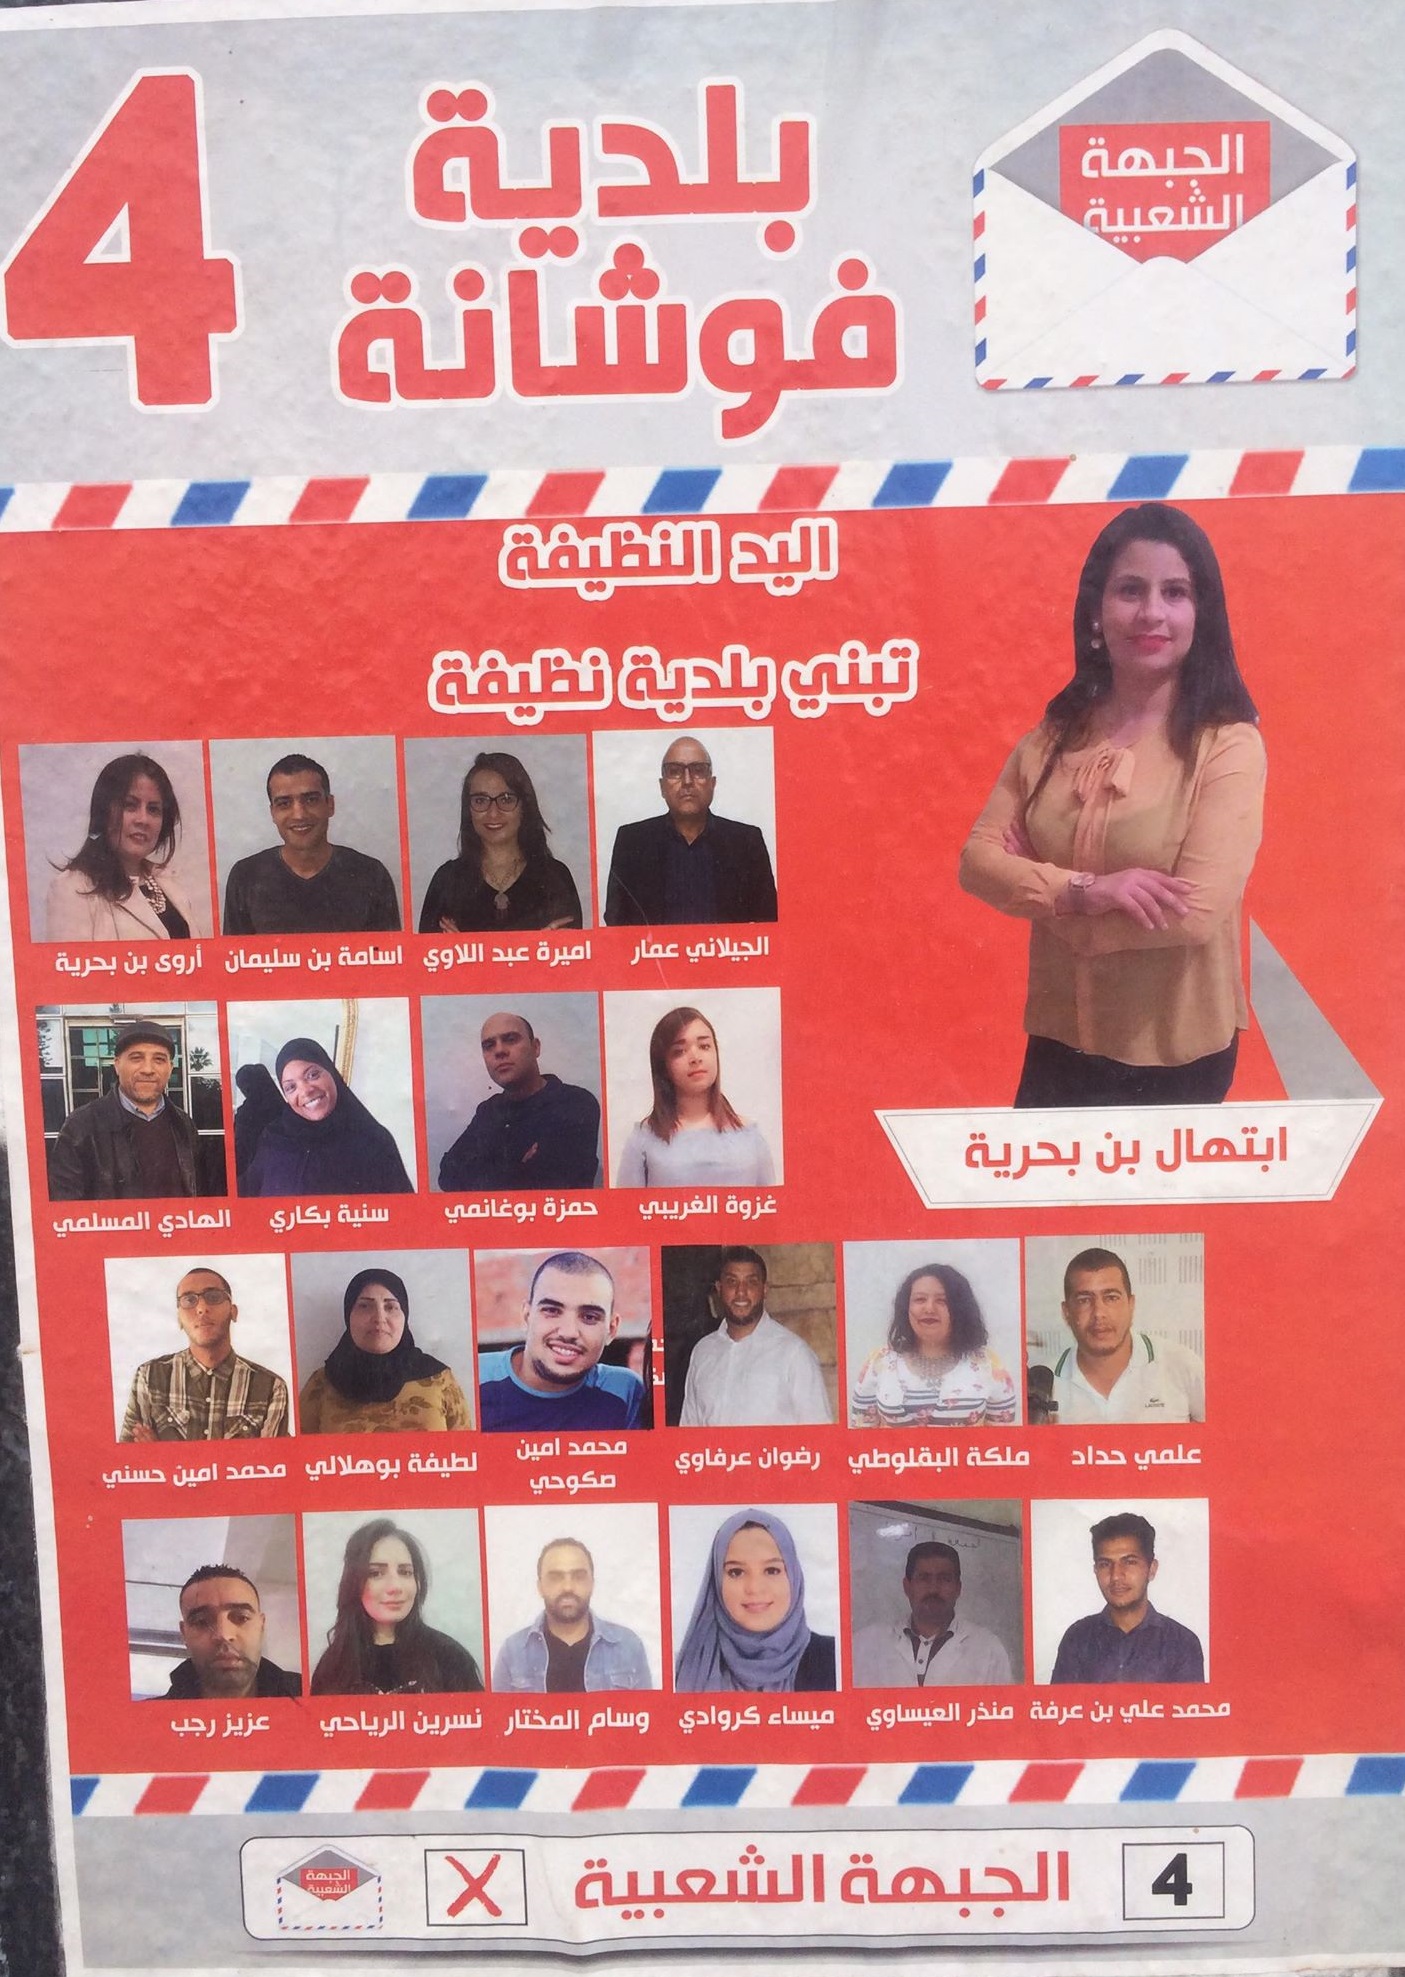 الجبهة
الشعبية
بلدية
فوشانة
4
اليد النظيفة
تبني بلدية نظيفة
ابتهال بن بحرية
الجيلاني عمار
اميرة عبد اللاوي
اسامة بن سليمان
أروى بن بحرية
غزوة الغريبي
حمزة بوغانمي
سنية بكاري
الهادي المسلمي
علمي حداد
ملكة البقلوطي
رضوان عرفاوي
محمد امين
صكوحي
لطيفة بوهلالي
محمد امين حسني
محمد علي بن عرفة
منذر العيساوي
ميساء كروادي
وسام المختار
نسرين الرياحي
عزيز رجب
4
الجبهة الشعبية
X
الجبهة
الشعبية